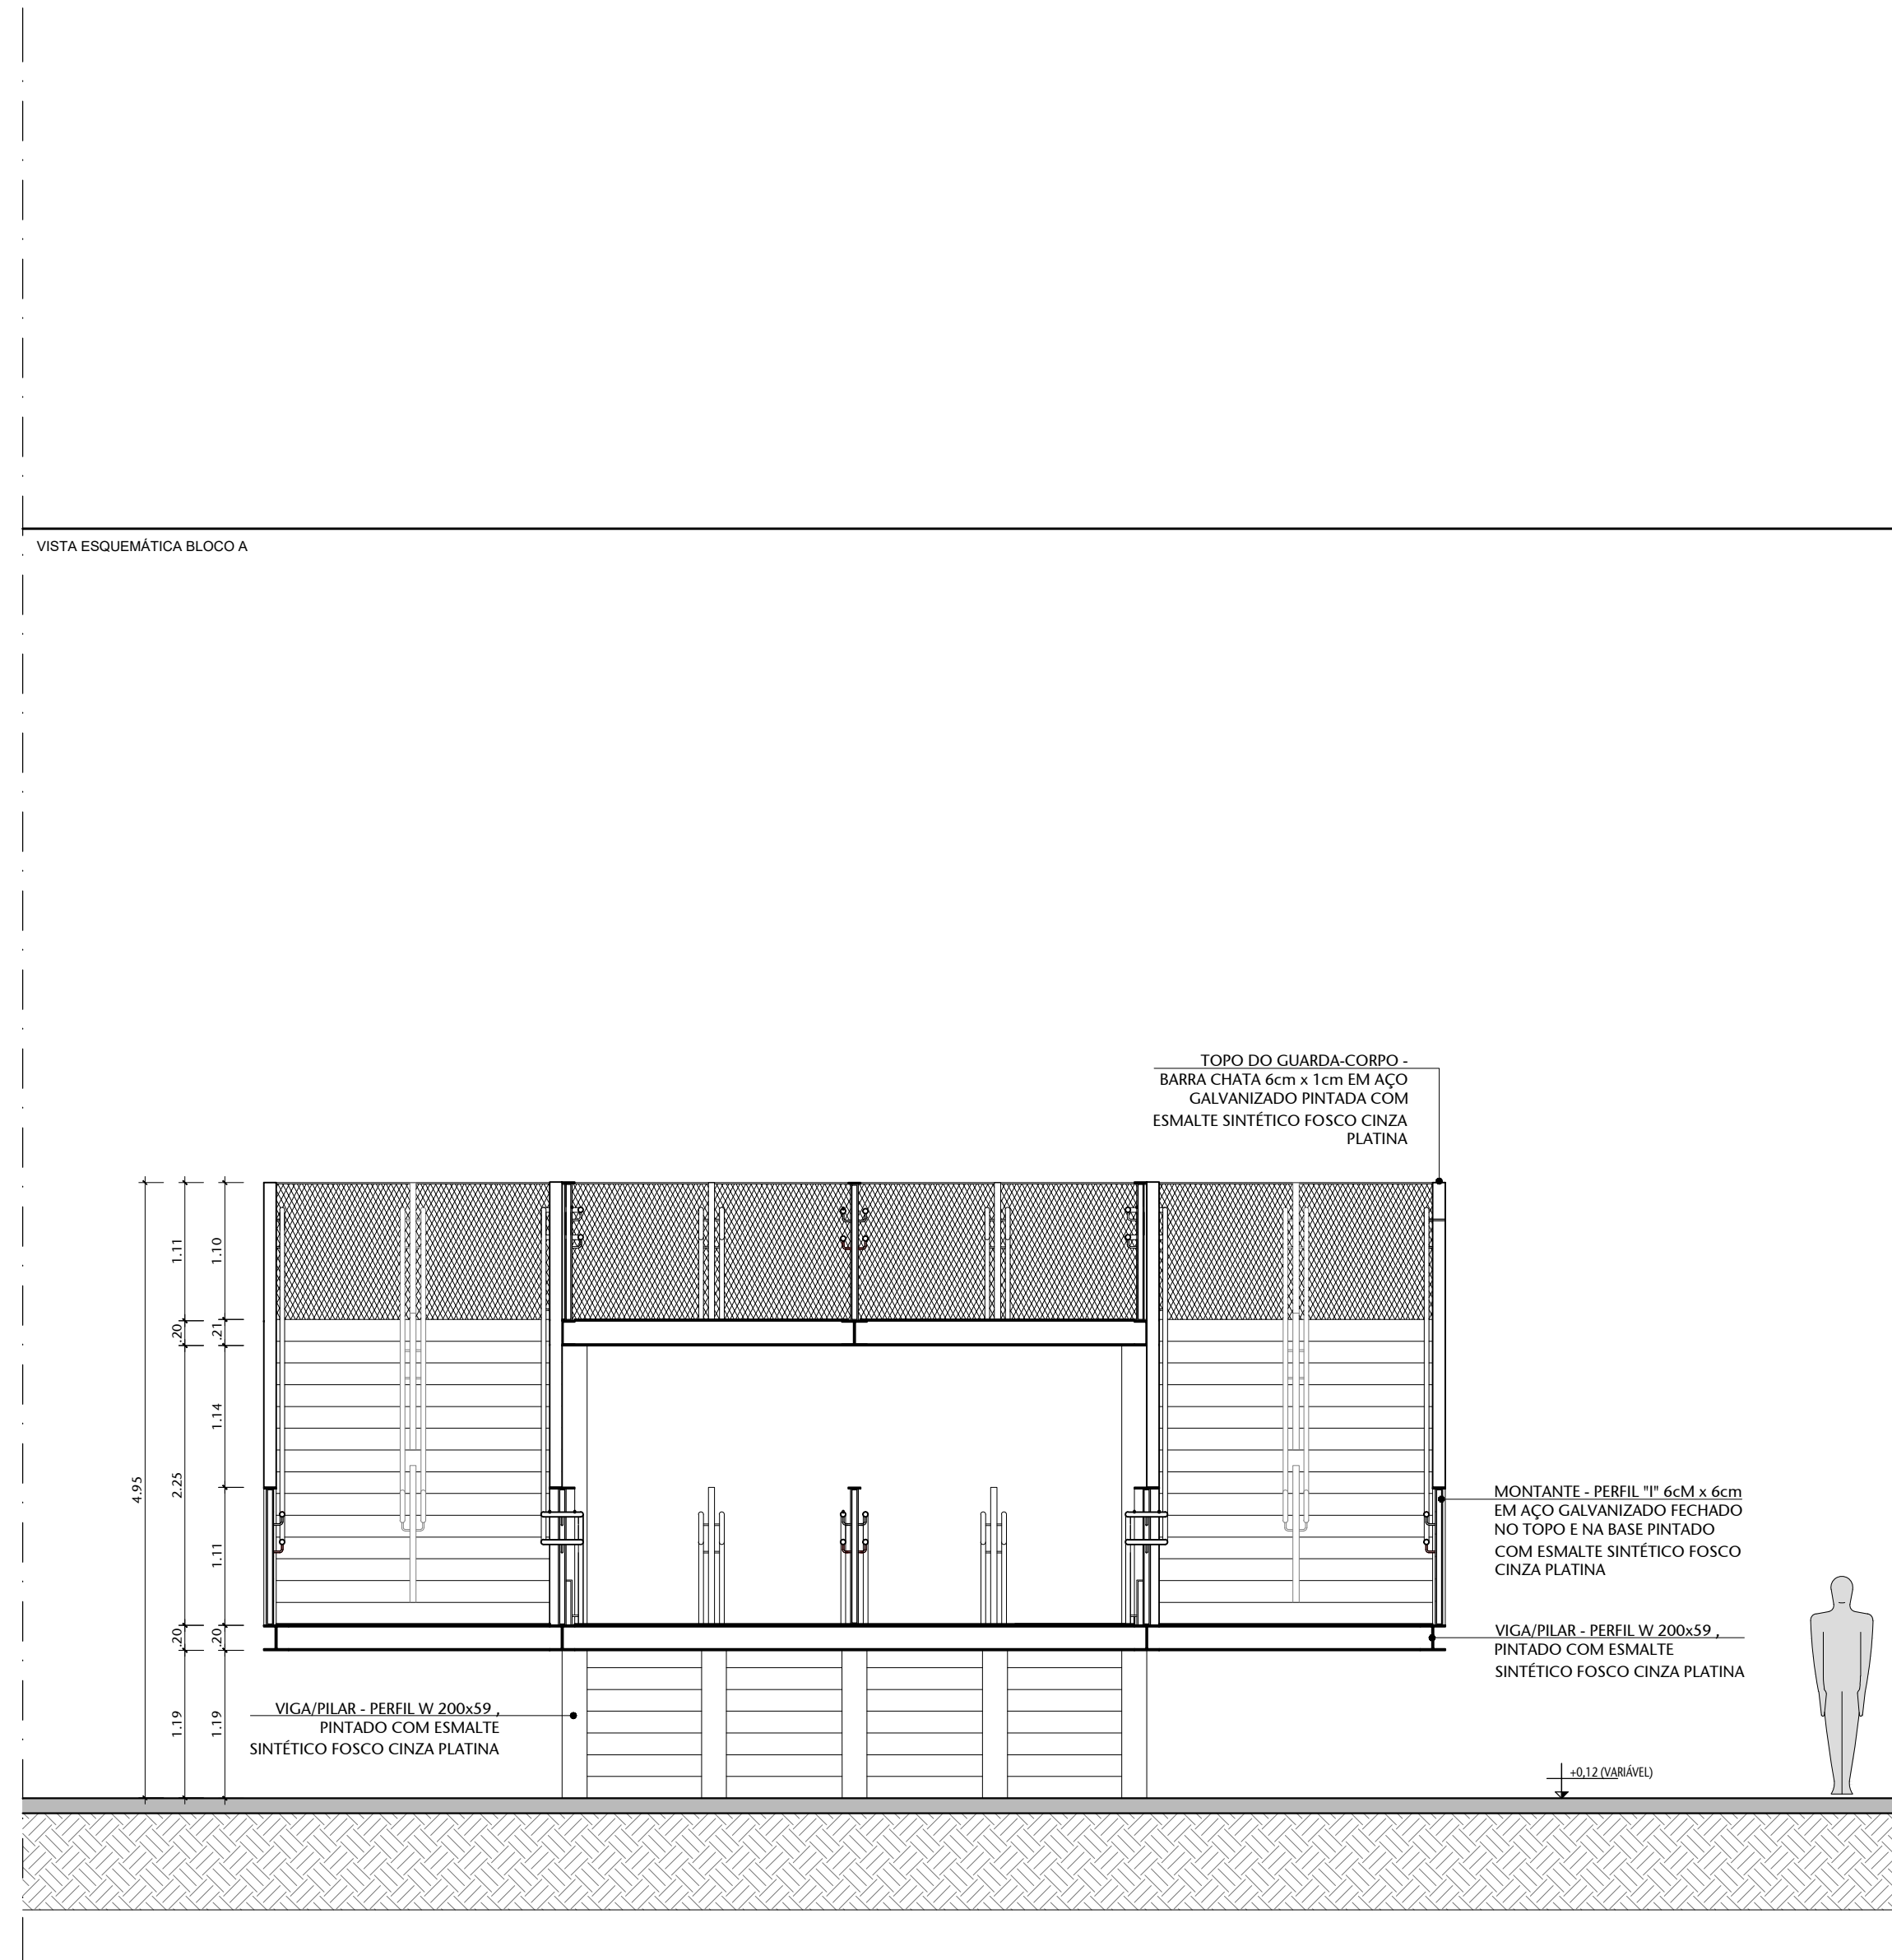 VISTA ESQUEMÁTICA BLOCO A
TOPO DO GUARDA-CORPO -
BARRA CHATA 6cm x 1cm EM AÇO
GALVANIZADO PINTADA COM
ESMALTE SINTÉTICO FOSCO CINZA
PLATINA
4.95
1.11
.20
2.25
.20
1.19
1.10
.21
1.14
1.11
.20
1.19
MONTANTE - PERFIL "I" 6cM x 6cm
EM AÇO GALVANIZADO FECHADO
NO TOPO E NA BASE PINTADO
COM ESMALTE SINTÉTICO FOSCO
CINZA PLATINA
VIGA/PILAR - PERFIL W 200x59 ,
PINTADO COM ESMALTE
SINTÉTICO FOSCO CINZA PLATINA
VIGA/PILAR - PERFIL W 200x59 ,
PINTADO COM ESMALTE
SINTÉTICO FOSCO CINZA PLATINA
+0,12 (VARIÁVEL)